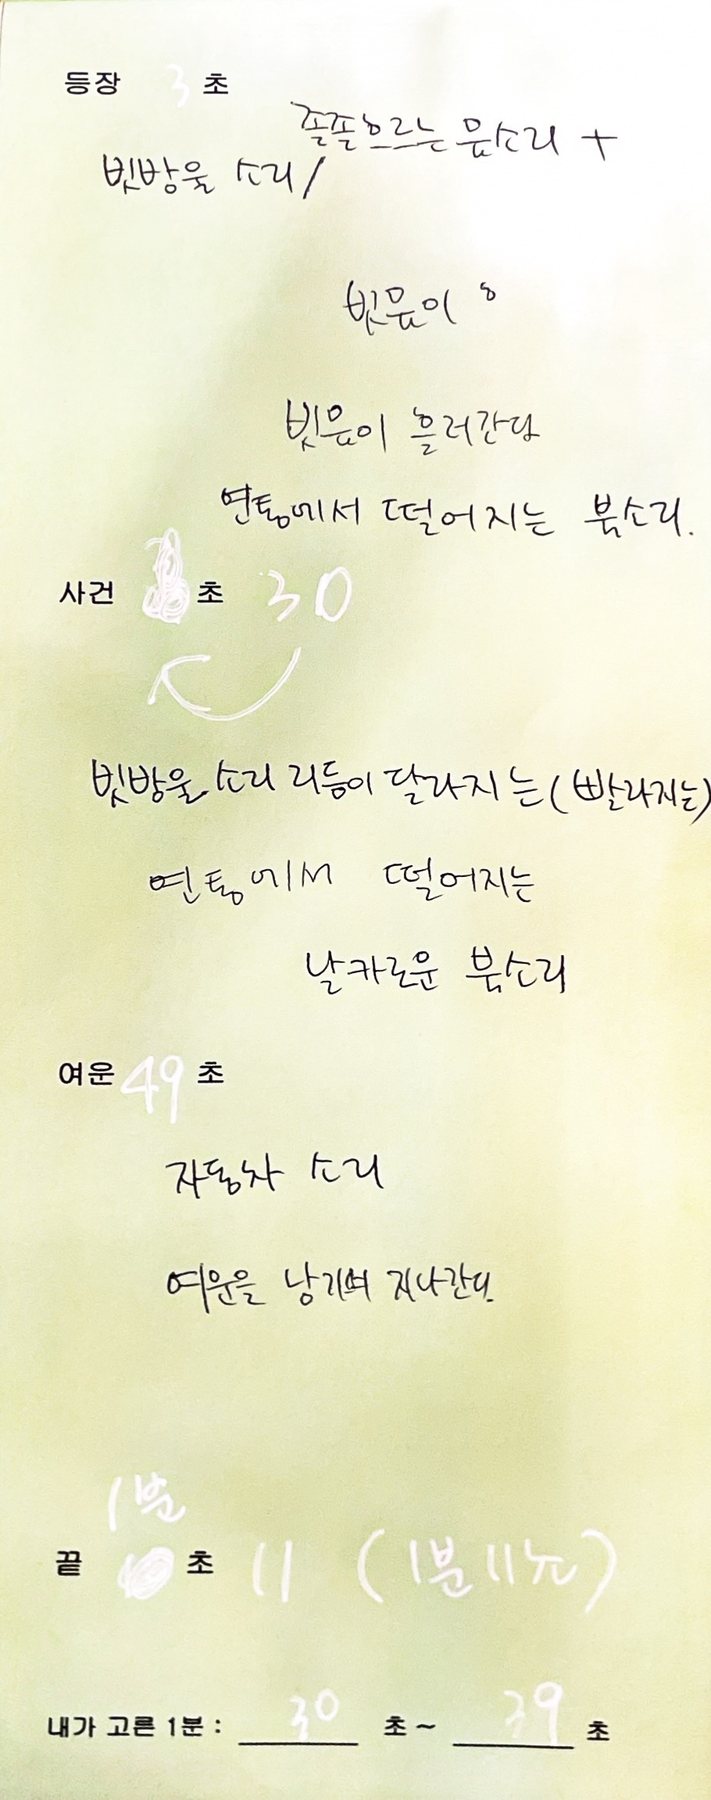 등장 3 초
졸졸흐르는 물소리 +
빗방울 소리 /
빗물이 ㅎ
빗물이 흘러간다
연통에서 떨어지는 북소리.
사건 초 30
빗방울 소리 리듬이 달라지는 (빨라지는)
연통에서 떨어지는
날카로운 북소리
여운 49 초
자동차 소리
여운을 남기며 지나간다.
1분
끝 초 11 (1분 11초)
내가 고른 1분 : 30 초 ~ 39 초